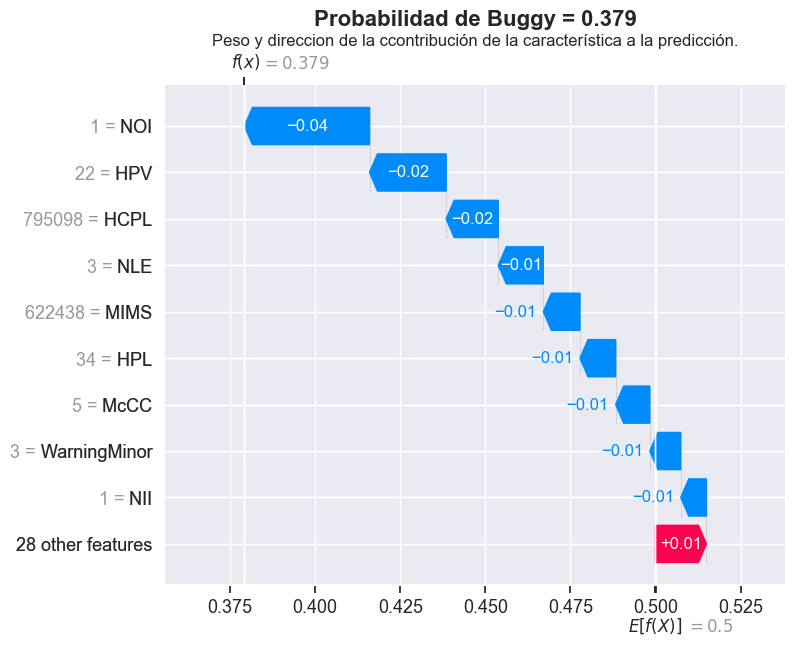 Probabilidad de Buggy = 0.379
Peso y direccion de la ccontribución de la característica a la predicción.
f(x) = 0.379
1 = NOI −0.04
22 = HPV −0.02
795098 = HCPL −0.02
3 = NLE −0.01
622438 = MIMS −0.01
34 = HPL −0.01
5 = McCC −0.01
3 = WarningMinor −0.01
1 = NII −0.01
28 other features +0.01
0.375 0.400 0.425 0.450 0.475 0.500 0.525
E[f(X)] = 0.5